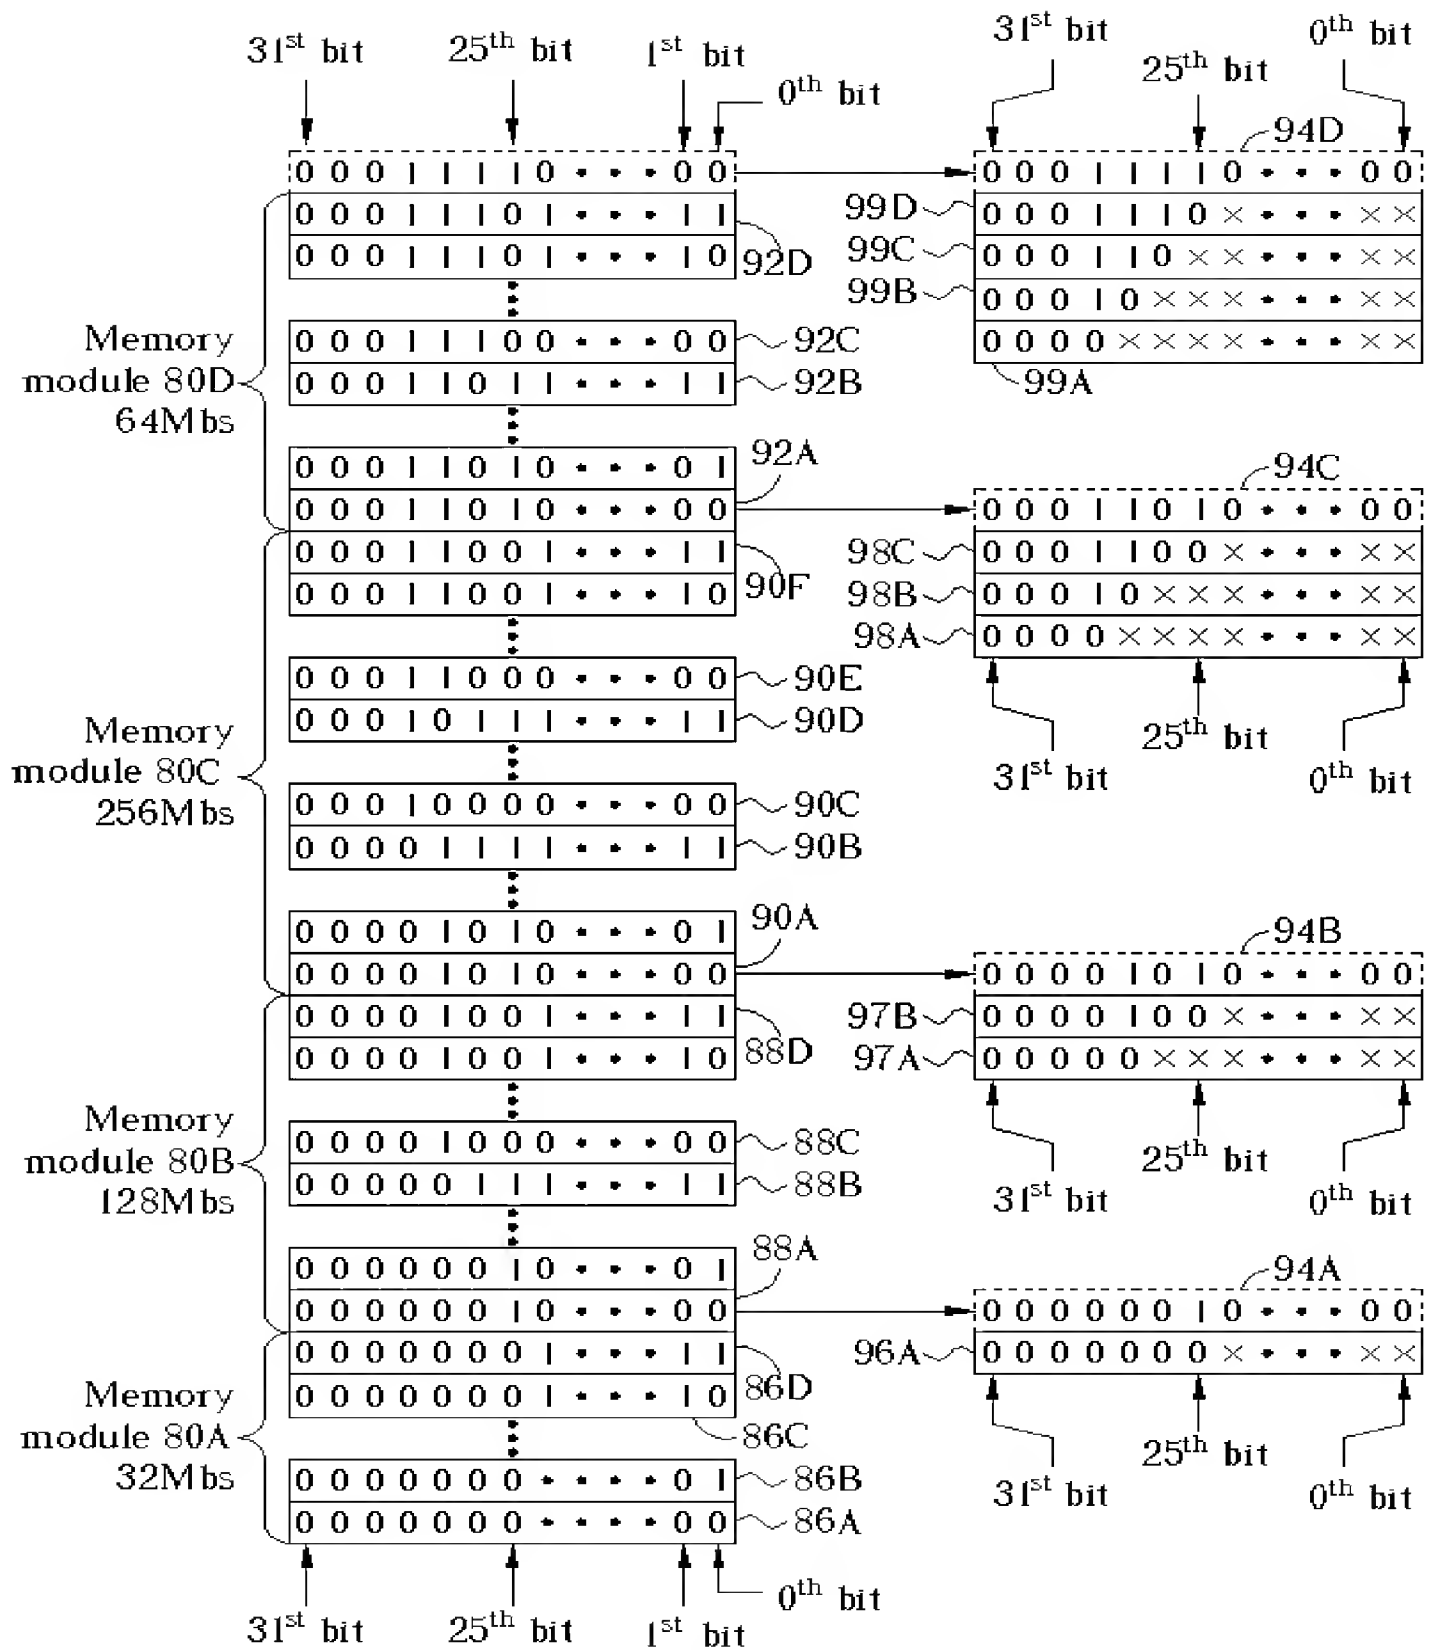 31st bit 25th bit 1st bit 0th bit
31st bit 25th bit 0th bit
94D
0 0 0 1 1 1 1 0 • • • 0 0
0 0 0 1 1 1 1 0 • • • 0 0
0 0 0 1 1 1 0 1 • • • 1 1
92D
99D 0 0 0 1 1 1 0 × • • • × ×
0 0 0 1 1 1 0 1 • • • 1 0
99C 0 0 0 1 1 0 × × • • • × ×
99B 0 0 0 1 0 × × × • • • × ×
Memory
module 80D
64Mbs
0 0 0 1 1 1 0 0 • • • 0 0 92C
0 0 0 0 × × × × • • • × ×
99A
0 0 0 1 1 0 1 1 • • • 1 1 92B
0 0 0 1 1 0 1 0 • • • 0 1
92A
94C
0 0 0 1 1 0 1 0 • • • 0 0
0 0 0 1 1 0 1 0 • • • 0 0
0 0 0 1 1 0 0 1 • • • 1 1
90F
98C 0 0 0 1 1 0 0 × • • • × ×
0 0 0 1 1 0 0 1 • • • 1 0
98B 0 0 0 1 0 × × × • • • × ×
98A 0 0 0 0 × × × × • • • × ×
31st bit 25th bit 0th bit
Memory
module 80C
256Mbs
0 0 0 1 1 0 0 0 • • • 0 0 90E
0 0 0 1 0 1 1 1 • • • 1 1 90D
0 0 0 1 0 0 0 0 • • • 0 0 90C
0 0 0 0 1 1 1 1 • • • 1 1 90B
0 0 0 0 1 0 1 0 • • • 0 1
90A
94B
0 0 0 0 1 0 1 0 • • • 0 0
0 0 0 0 1 0 1 0 • • • 0 0
0 0 0 0 1 0 0 1 • • • 1 1
88D
97B 0 0 0 0 1 0 0 × • • • × ×
0 0 0 0 1 0 0 1 • • • 1 0
97A 0 0 0 0 0 × × × • • • × ×
31st bit 25th bit 0th bit
Memory
module 80B
128Mbs
0 0 0 0 1 0 0 0 • • • 0 0 88C
0 0 0 0 0 1 1 1 • • • 1 1 88B
0 0 0 0 0 0 1 0 • • • 0 1
88A
94A
0 0 0 0 0 0 1 0 • • • 0 0
0 0 0 0 0 0 1 0 • • • 0 0
0 0 0 0 0 0 0 1 • • • 1 1
86D
96A 0 0 0 0 0 0 0 × • • • × ×
Memory
module 80A
32Mbs
0 0 0 0 0 0 0 1 • • • 1 0
86C
0 0 0 0 0 0 0 • • • • 0 1 86B
0 0 0 0 0 0 0 • • • • 0 0 86A
31st bit 25th bit 0th bit
31st bit 25th bit 1st bit 0th bit